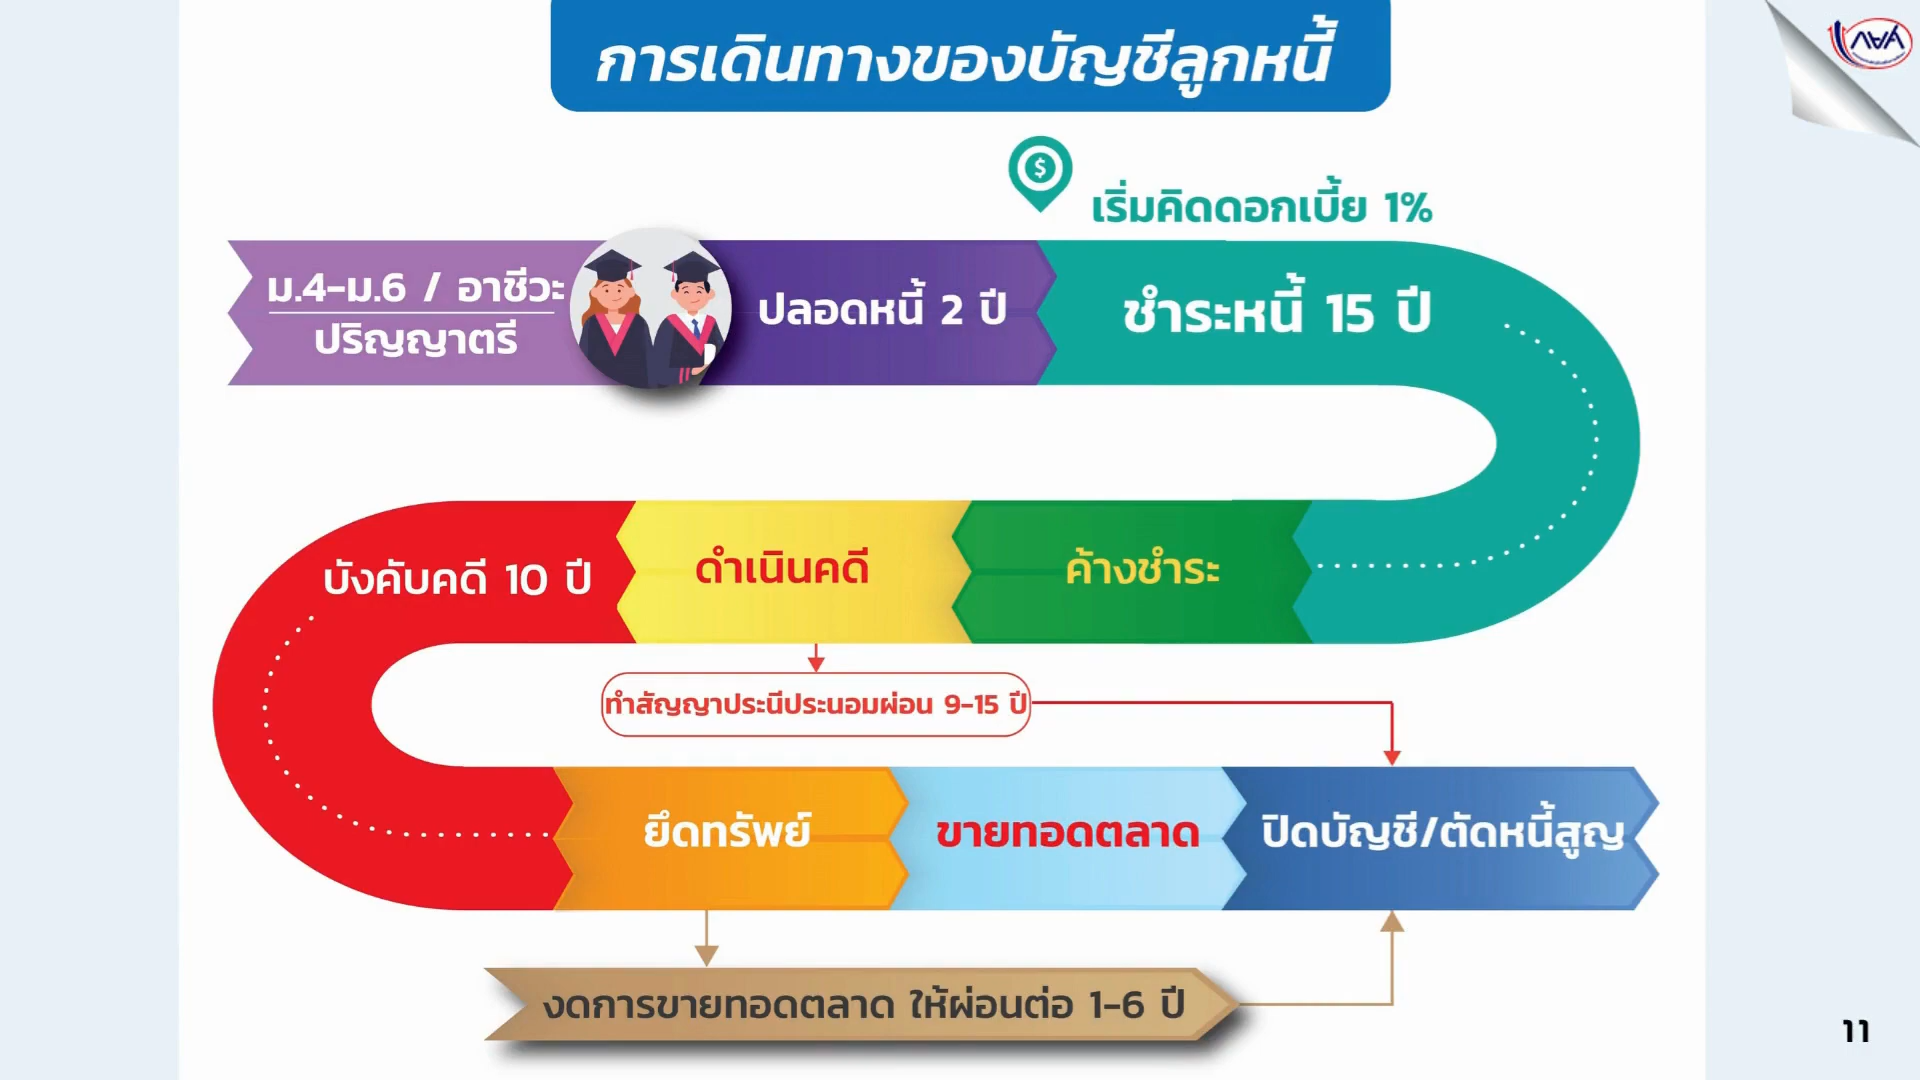 การเดินทางของบัญชีลูกหนี้
กยศ
$
เริ่มคิดดอกเบี้ย 1%
ม.4-ม.6 / อาชีวะ
ปริญญาตรี
ปลอดหนี้ 2 ปี
ชำระหนี้ 15 ปี
บังคับคดี 10 ปี
ดำเนินคดี
ค้างชำระ
ทำสัญญาประนีประนอมผ่อน 9-15 ปี
ยึดทรัพย์
ขายทอดตลาด
ปิดบัญชี/ตัดหนี้สูญ
งดการขายทอดตลาด ให้ผ่อนต่อ 1-6 ปี
11